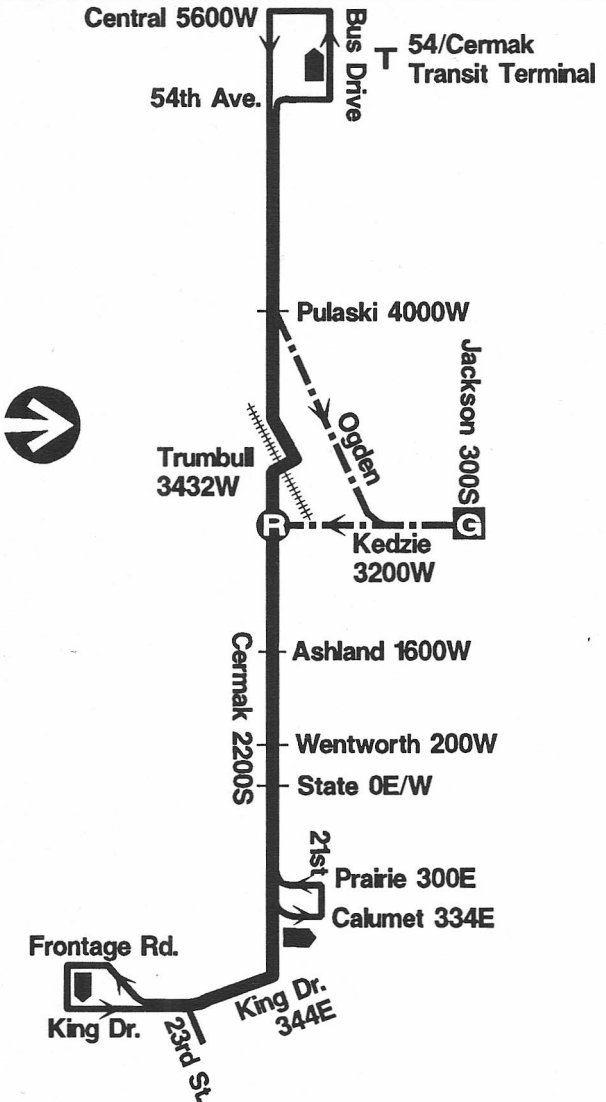 Central 5600W
Bus Drive
T
54/Cermak
Transit Terminal
54th Ave.
Pulaski 4000W
Jackson 300S
Ogden
Trumbull
3432W
R
G
Kedzie
3200W
Cermak 2200S
Ashland 1600W
Wentworth 200W
State 0E/W
21st
Prairie 300E
Calumet 334E
Frontage Rd.
King Dr.
344E
King Dr.
23rd St.